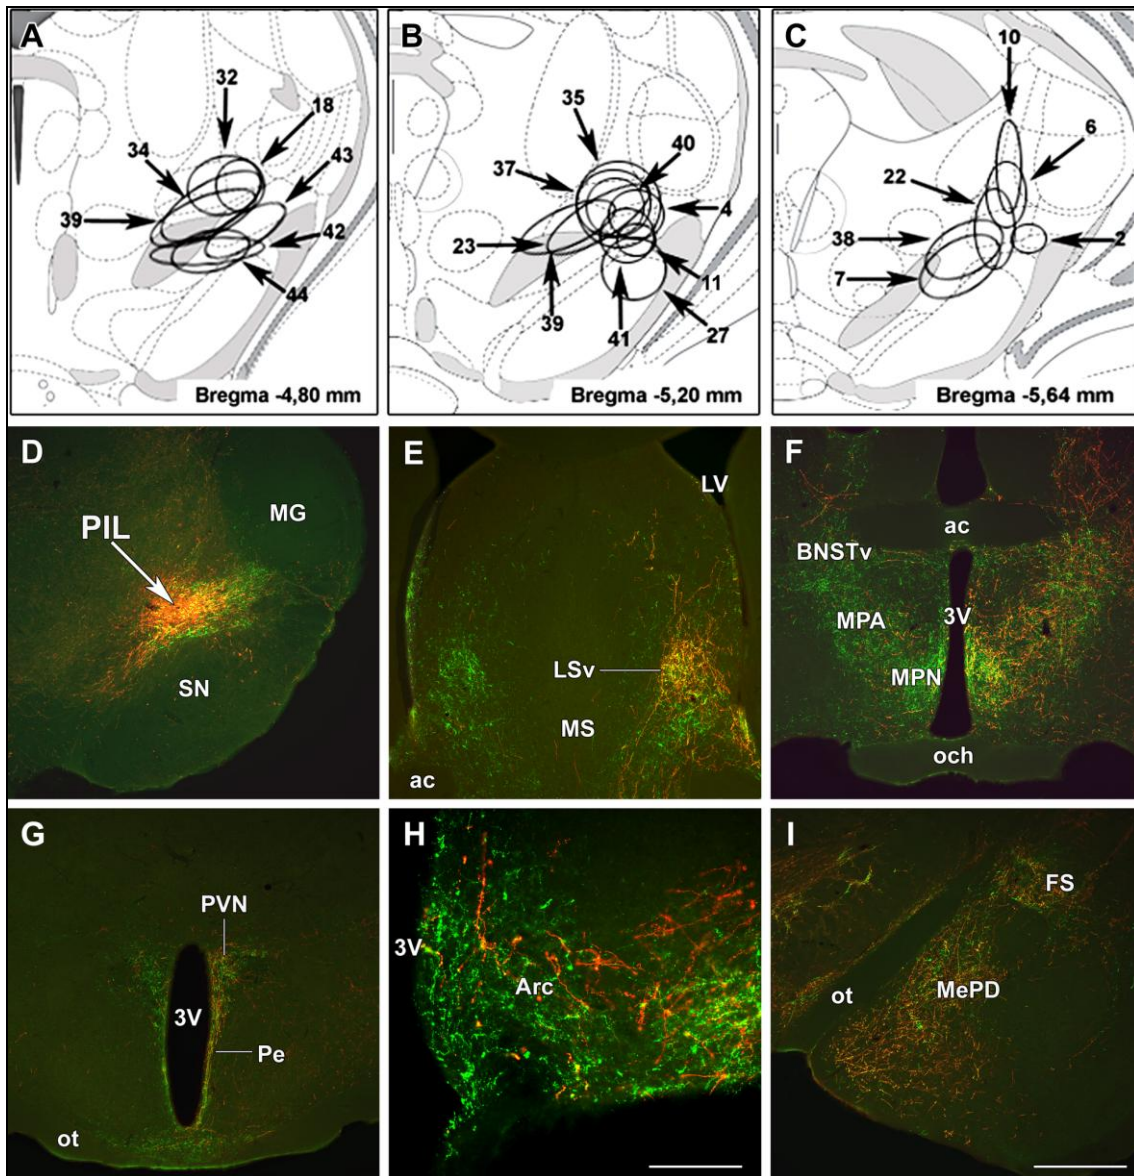 A
32
18
34
43
39
42
44
Bregma -4,80 mm
B
35
40
37
4
23
11
39
41
27
Bregma -5,20 mm
C
10
6
22
38
2
7
Bregma -5,64 mm
D
MG
PIL
SN
E
LV
LSv
MS
ac
F
ac
BNSTv
3V
MPA
MPN
och
G
PVN
3V
Pe
ot
H
3V
Arc
I
FS
ot
MePD